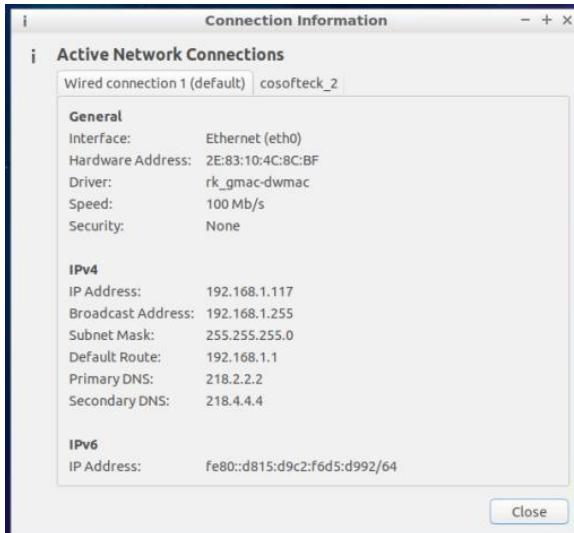 Connection Information
Active Network Connections
Wired connection 1 (default) cosofteck_2
General
Interface: Ethernet (eth0)
Hardware Address: 2E:83:10:4C:8C:BF
Driver: rk_gmac-dwmac
Speed: 100 Mb/s
Security: None
IPv4
IP Address: 192.168.1.117
Broadcast Address: 192.168.1.255
Subnet Mask: 255.255.255.0
Default Route: 192.168.1.1
Primary DNS: 218.2.2.2
Secondary DNS: 218.4.4.4
IPv6
IP Address: fe80::d815:d9c2:f6d5:d992/64
Close